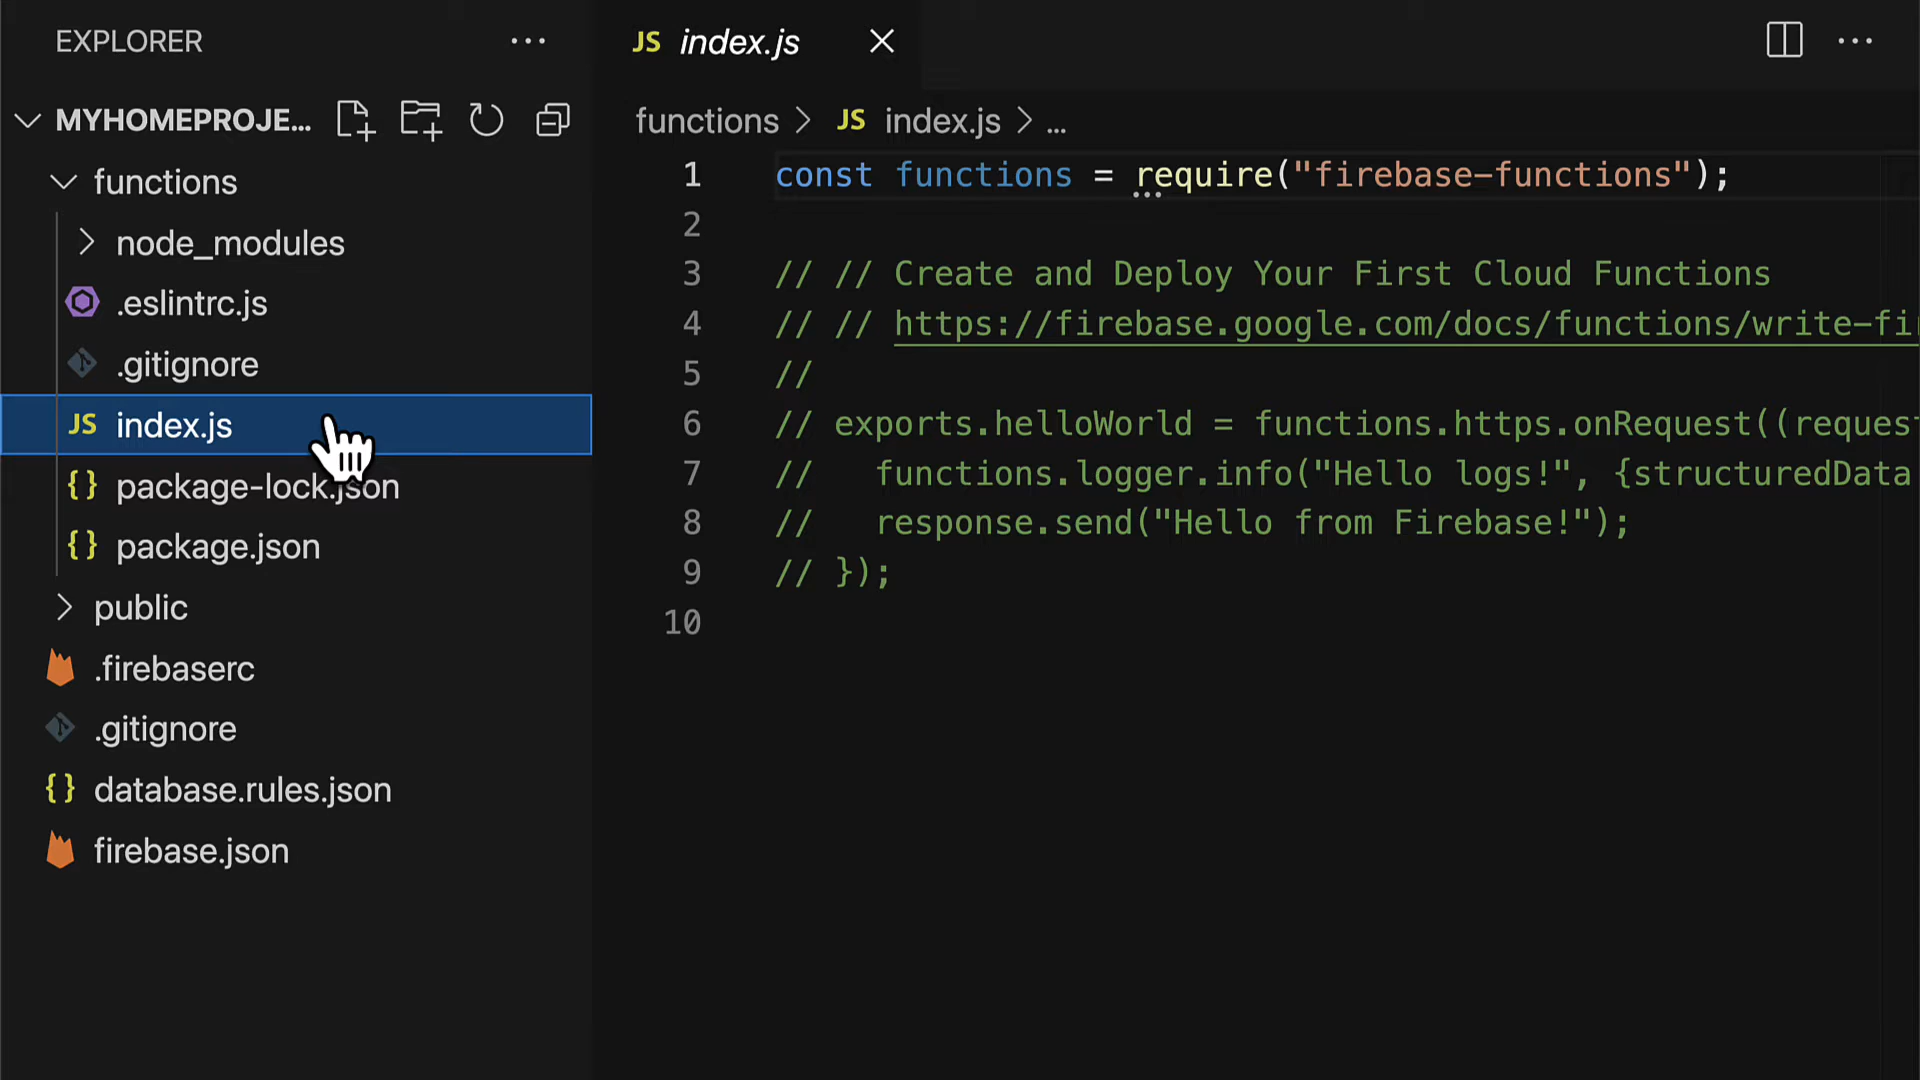 EXPLORER
MYHOMEPROJE...
functions
node_modules
.eslintrc.js
.gitignore
JS index.js
{} package-lock.json
{} package.json
public
.firebaserc
.gitignore
{} database.rules.json
firebase.json
JS index.js
functions > JS index.js > ...
1 const functions = require("firebase-functions");
2
3 // // Create and Deploy Your First Cloud Functions
4 // // https://firebase.google.com/docs/functions/write-fi
5 //
6 // exports.helloWorld = functions.https.onRequest((request
7 //   functions.logger.info("Hello logs!", {structuredData
8 //   response.send("Hello from Firebase!");
9 // });
10